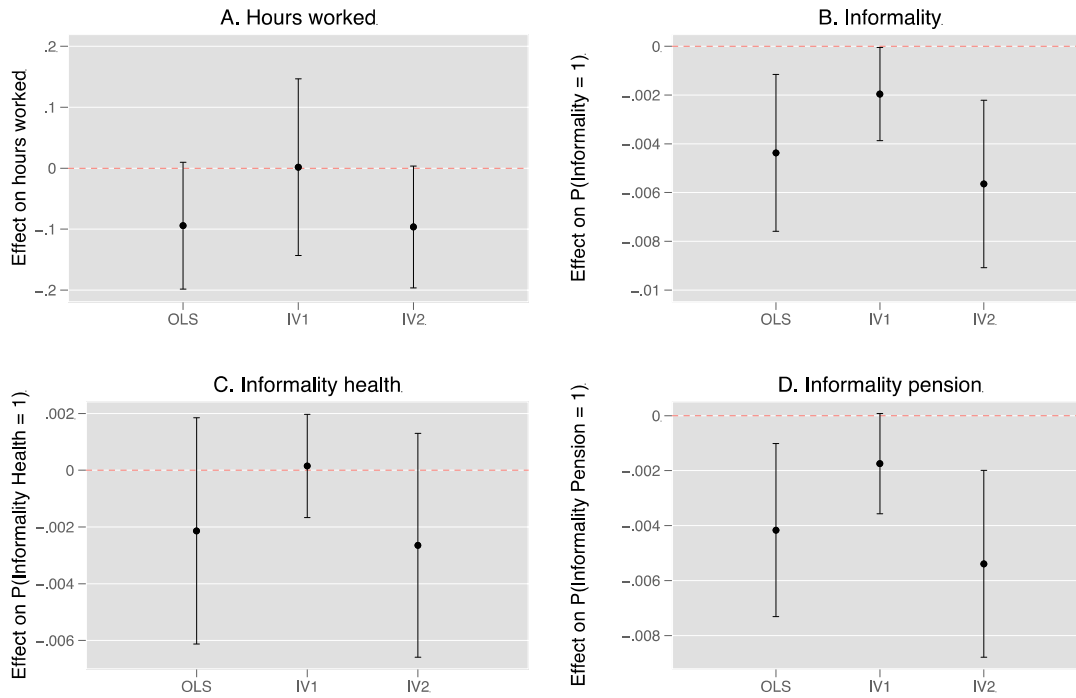 A. Hours worked
Effect on hours worked
.2
.1
0
-.1
-.2
OLS IV1 IV2
B. Informality
Effect on P(Informality = 1)
0
-.002
-.004
-.006
-.008
-.01
OLS IV1 IV2
C. Informality health
Effect on P(Informality Health = 1)
.002
0
-.002
-.004
-.006
OLS IV1 IV2
D. Informality pension
Effect on P(Informality Pension = 1)
0
-.002
-.004
-.006
-.008
OLS IV1 IV2